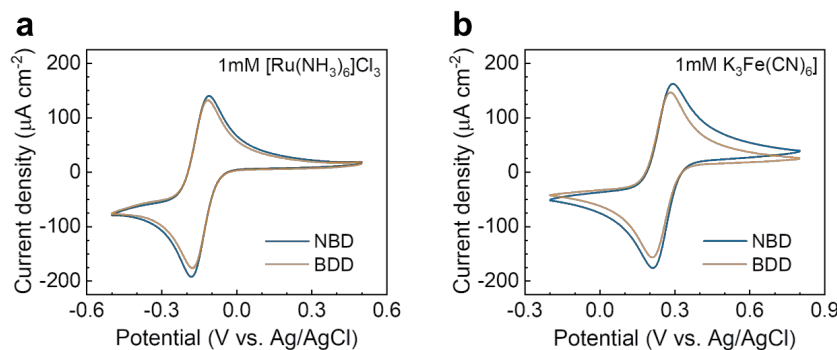 a
1mM [Ru(NH3)6]Cl3
Current density (μA cm-2)
200
100
0
-100
-200
NBD
BDD
-0.6
-0.3
0.0
0.3
0.6
Potential (V vs. Ag/AgCl)
b
1mM K3Fe(CN)6]
Current density (μA cm-2)
200
100
0
-100
-200
NBD
BDD
-0.3
0.0
0.3
0.6
0.9
Potential (V vs. Ag/AgCl)